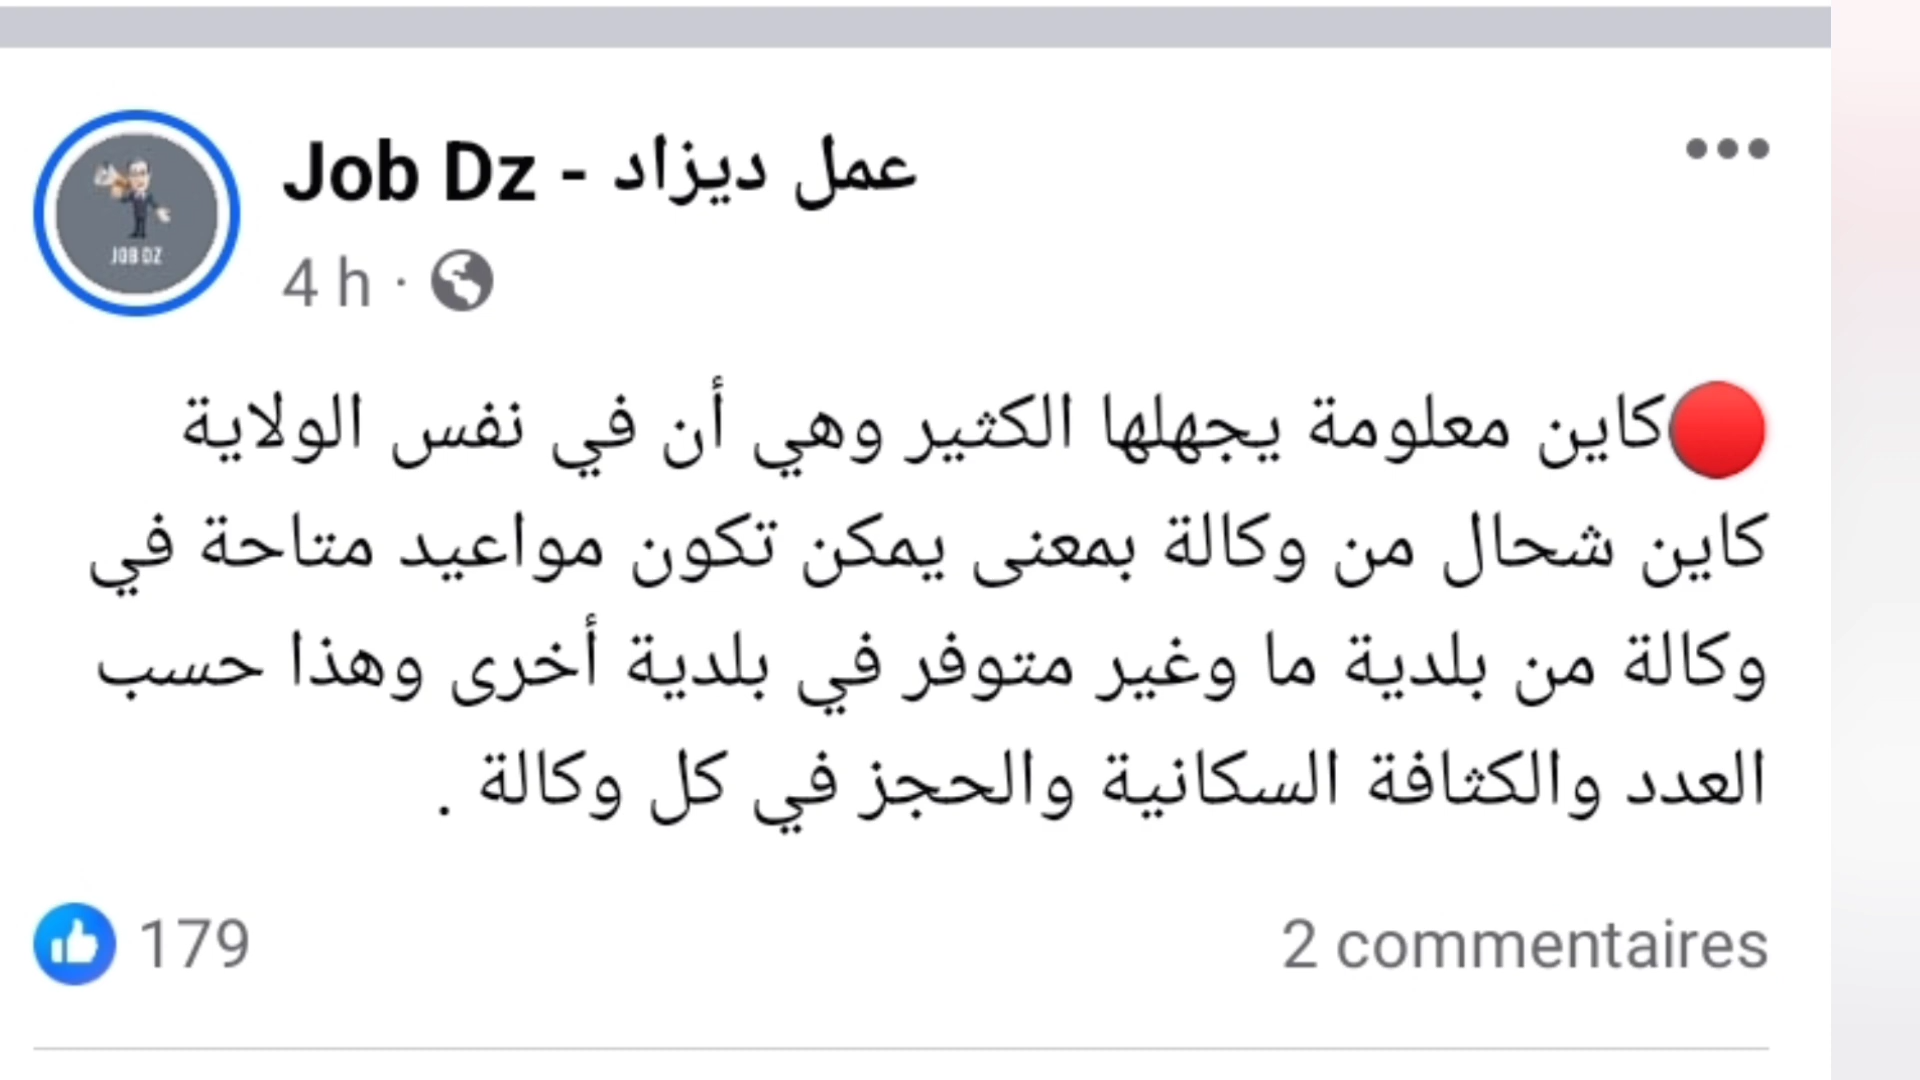 Job Dz - عمل ديزاد
JOB DZ
4 h ·
🔴كاين معلومة يجهلها الكثير وهي أن في نفس الولاية
كاين شحال من وكالة بمعنى يمكن تكون مواعيد متاحة في
وكالة من بلدية ما وغير متوفر في بلدية أخرى وهذا حسب
العدد والكثافة السكانية والحجز في كل وكالة .
179
2 commentaires